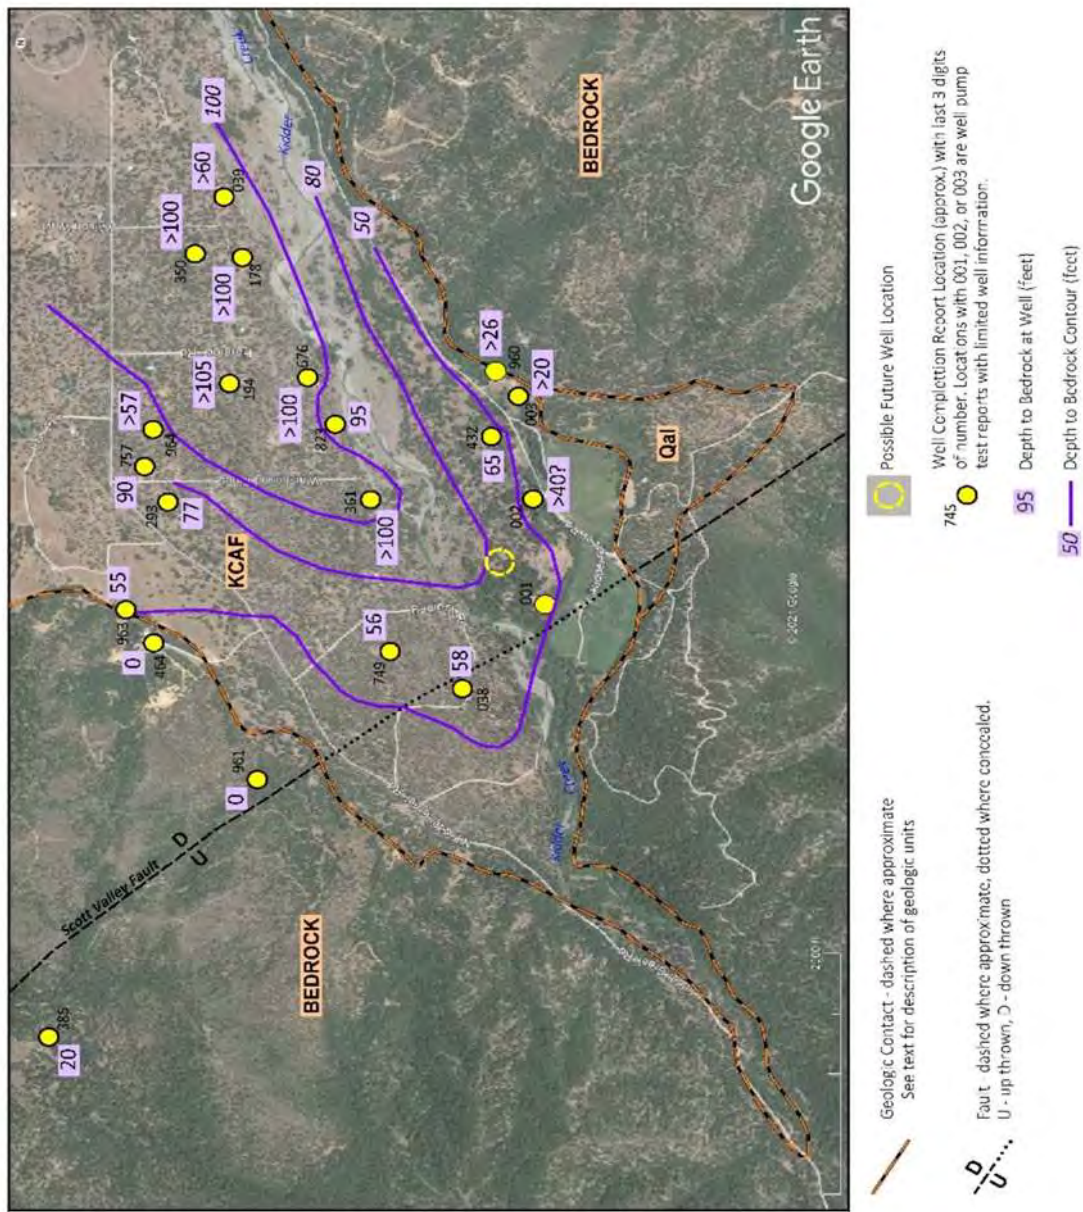 N
Creek
Kidder
100
80
50
>60
039
>100
350
178
>100
>105
194
676
>100
823
95
>57
964
757
90
293
77
361
>100
KCAF
>26
960
>20
003
432
65
>40?
002
001
Qal
BEDROCK
Google Earth
55
963
0
464
56
749
58
038
961
0
Kidder Creek
Scott Valley Fault
D
U
BEDROCK
385
20
© 2021 Google
2000 ft
Geologic Contact - dashed where approximate
See text for description of geologic units
D
U
Fault - dashed where approximate, dotted where concealed.
U - up thrown, D - down thrown
Possible Future Well Location
745
Well Completion Report Location (approx.) with last 3 digits
of number. Locations with 001, 002, or 003 are well pump
test reports with limited well information.
95
Depth to Bedrock at Well (feet)
50
Depth to Bedrock Contour (feet)